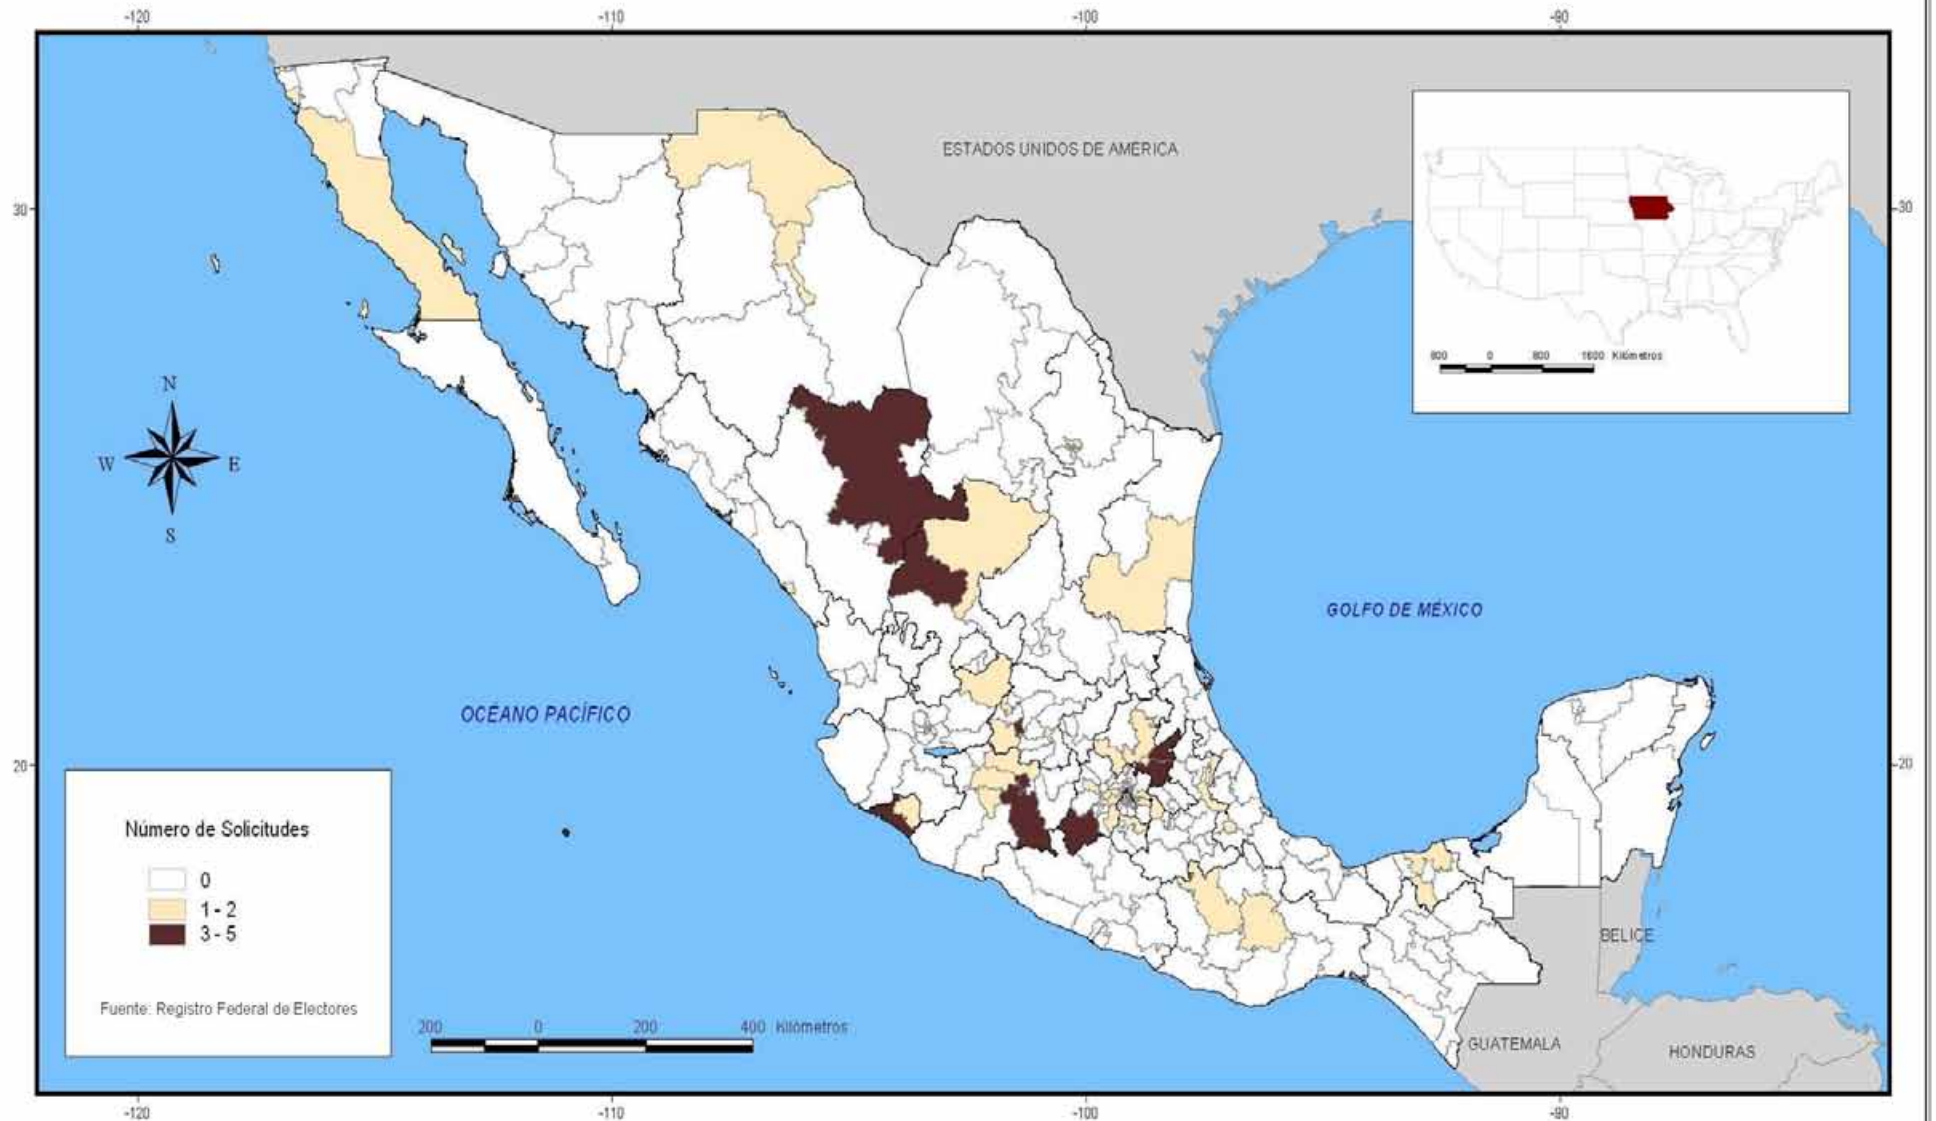 -120 -110 -100 -90
ESTADOS UNIDOS DE AMERICA
30 30
800 0 800 1600 Kilómetros
N
W E
S
GOLFO DE MÉXICO
OCÉANO PACÍFICO
20 20
Número de Solicitudes
0
1 - 2
3 - 5
BELICE
Fuente: Registro Federal de Electores
200 0 200 400 Kilómetros
GUATEMALA
HONDURAS
-120 -110 -100 -90